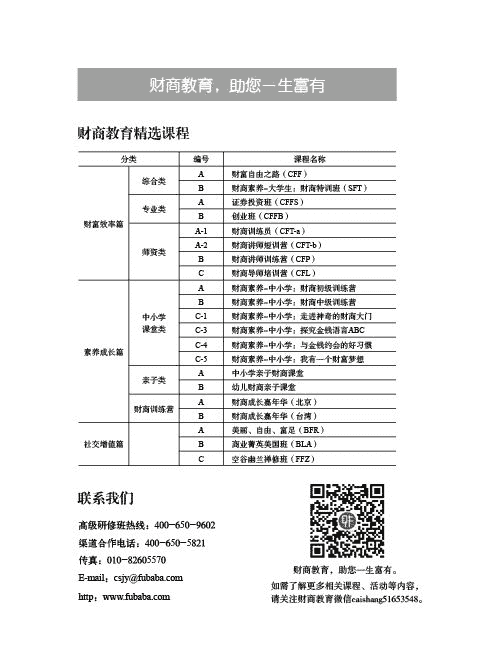 财商教育，助您一生富有
财商教育精选课程
分类 编号 课程名称
财富效率篇 综合类 A 财富自由之路（CFF）
B 财商素养-大学生：财商特训班（SFT）
专业类 A 证券投资班（CFFS）
B 创业班（CFFB）
师资类 A-1 财商训练员（CFT-a）
A-2 财商讲师短训营（CFT-b）
B 财商讲师训练营（CFP）
C 财商导师培训营（CFL）
素养成长篇 中小学课堂类 A 财商素养-中小学：财商初级训练营
B 财商素养-中小学：财商中级训练营
C-1 财商素养-中小学：走进神奇的财商大门
C-3 财商素养-中小学：探究金钱语言ABC
C-4 财商素养-中小学：与金钱约会的好习惯
C-5 财商素养-中小学：我有一个财富梦想
亲子类 A 中小学亲子财商课堂
B 幼儿财商亲子课堂
财商训练营 A 财商成长嘉年华（北京）
B 财商成长嘉年华（台湾）
社交增值篇 A 美丽、自由、富足（BFR）
B 商业菁英美国班（BLA）
C 空谷幽兰禅修班（FFZ）
联系我们
高级研修班热线：400-650-9602
渠道合作电话：400-650-5821
传真：010-82605570
E-mail：csjy@fubaba.com
http：www.fubaba.com
财商教育，助您一生富有。
如需了解更多相关课程、活动等内容，
请关注财商教育微信caishang51653548。